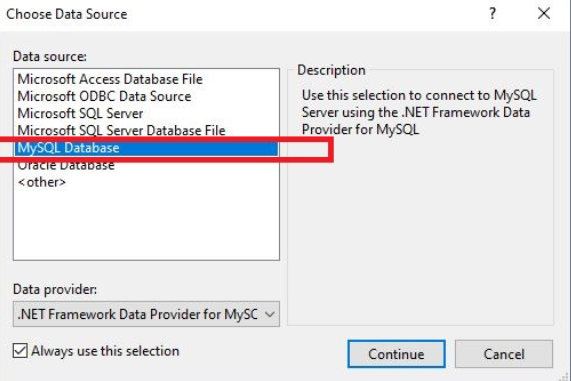 Choose Data Source
? X
Data source:
Microsoft Access Database File
Microsoft ODBC Data Source
Microsoft SQL Server
Microsoft SQL Server Database File
MySQL Database
Oracle Database
<other>
Description
Use this selection to connect to MySQL
Server using the .NET Framework Data
Provider for MySQL
Data provider:
.NET Framework Data Provider for MySC
Always use this selection
Continue
Cancel